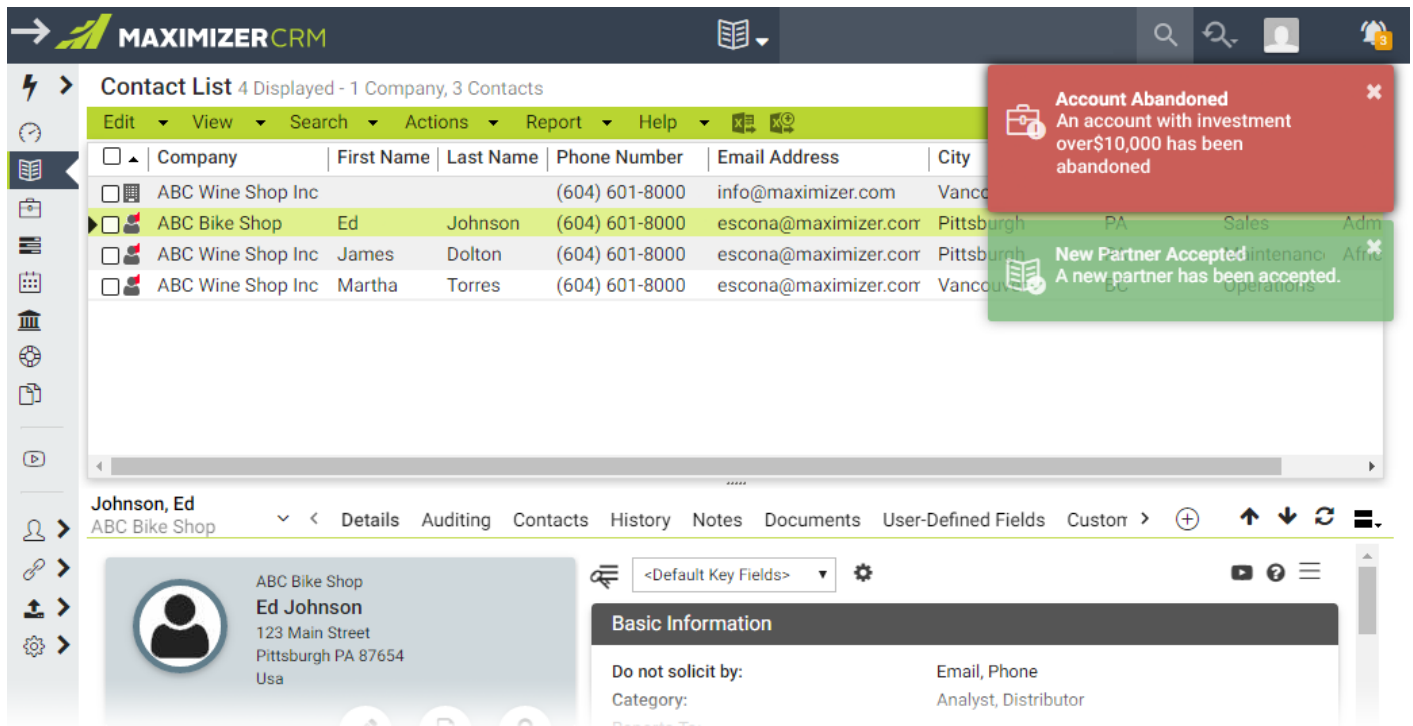 MAXIMIZER CRM
3
Contact List 4 Displayed - 1 Company, 3 Contacts
Edit View Search Actions Report Help
Company First Name Last Name Phone Number Email Address City
ABC Wine Shop Inc (604) 601-8000 info@maximizer.com Vanco
ABC Bike Shop Ed Johnson (604) 601-8000 escona@maximizer.com Pittsburgh PA Sales Adm
ABC Wine Shop Inc James Dolton (604) 601-8000 escona@maximizer.com Pittsburgh Maintenanc Afric
ABC Wine Shop Inc Martha Torres (604) 601-8000 escona@maximizer.com Vancouver BC Operations
Account Abandoned
An account with investment
over$10,000 has been
abandoned
New Partner Accepted
A new partner has been accepted.
Johnson, Ed
ABC Bike Shop
Details Auditing Contacts History Notes Documents User-Defined Fields Custom
ABC Bike Shop
Ed Johnson
123 Main Street
Pittsburgh PA 87654
Usa
<Default Key Fields>
Basic Information
Do not solicit by: Email, Phone
Category: Analyst, Distributor
Reports To: